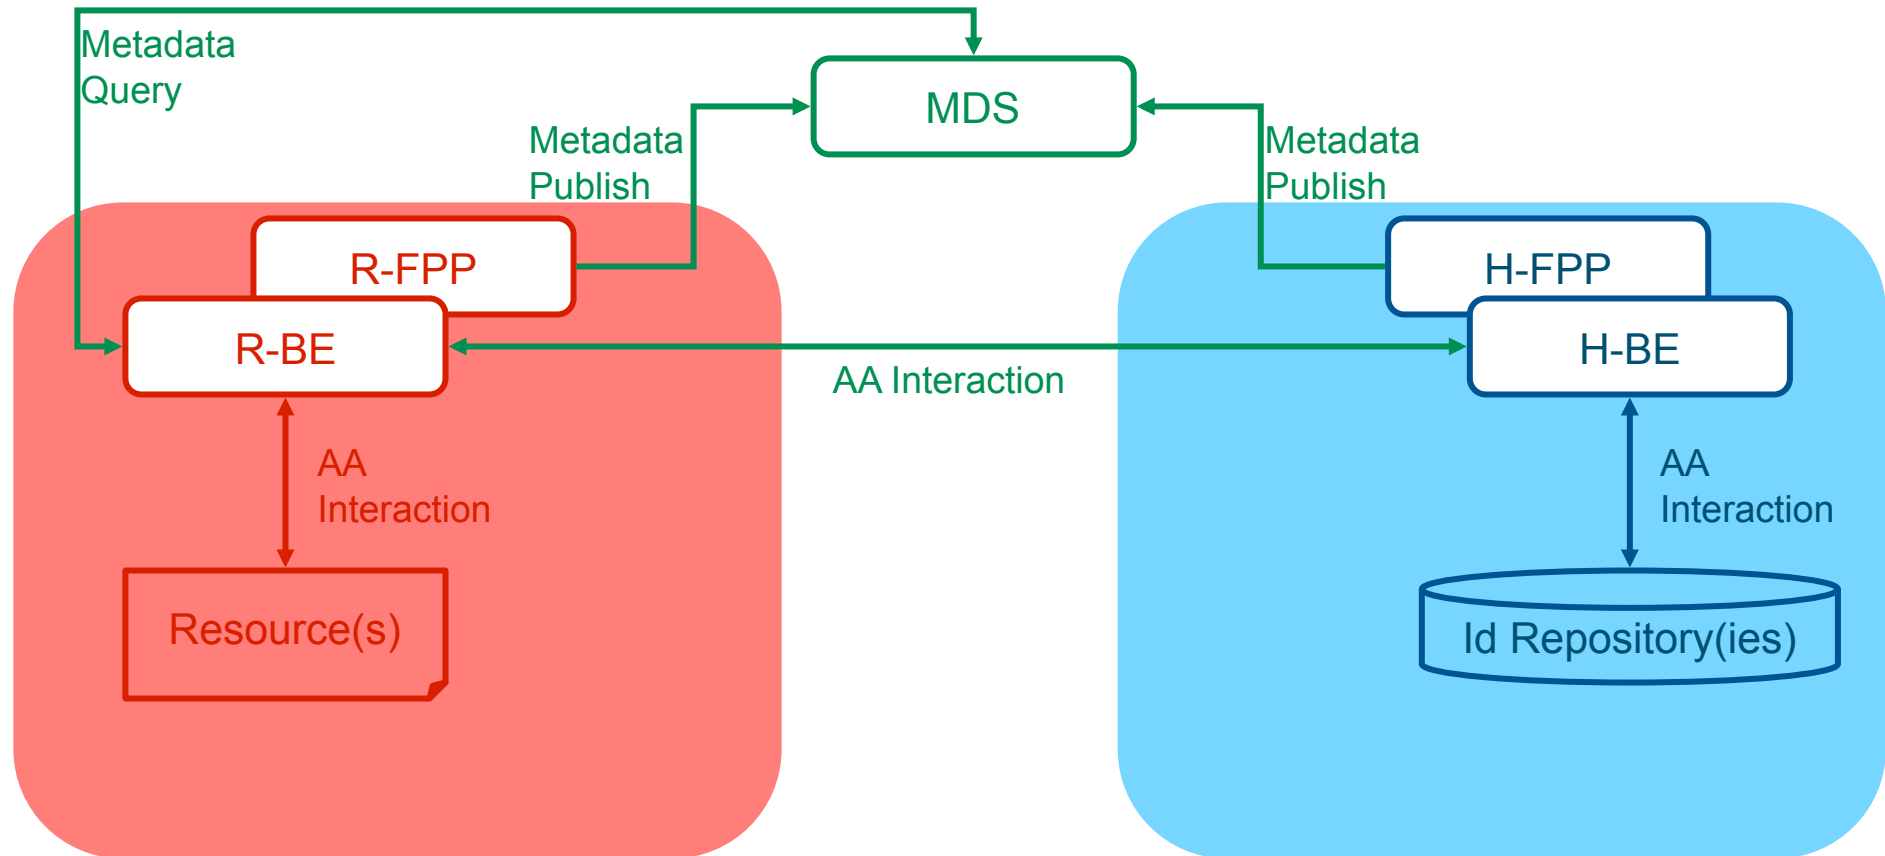 Metadata
Query
MDS
Metadata
Publish
Metadata
Publish
R-FPP
H-FPP
R-BE
H-BE
AA Interaction
AA
Interaction
AA
Interaction
Resource(s)
Id Repository(ies)